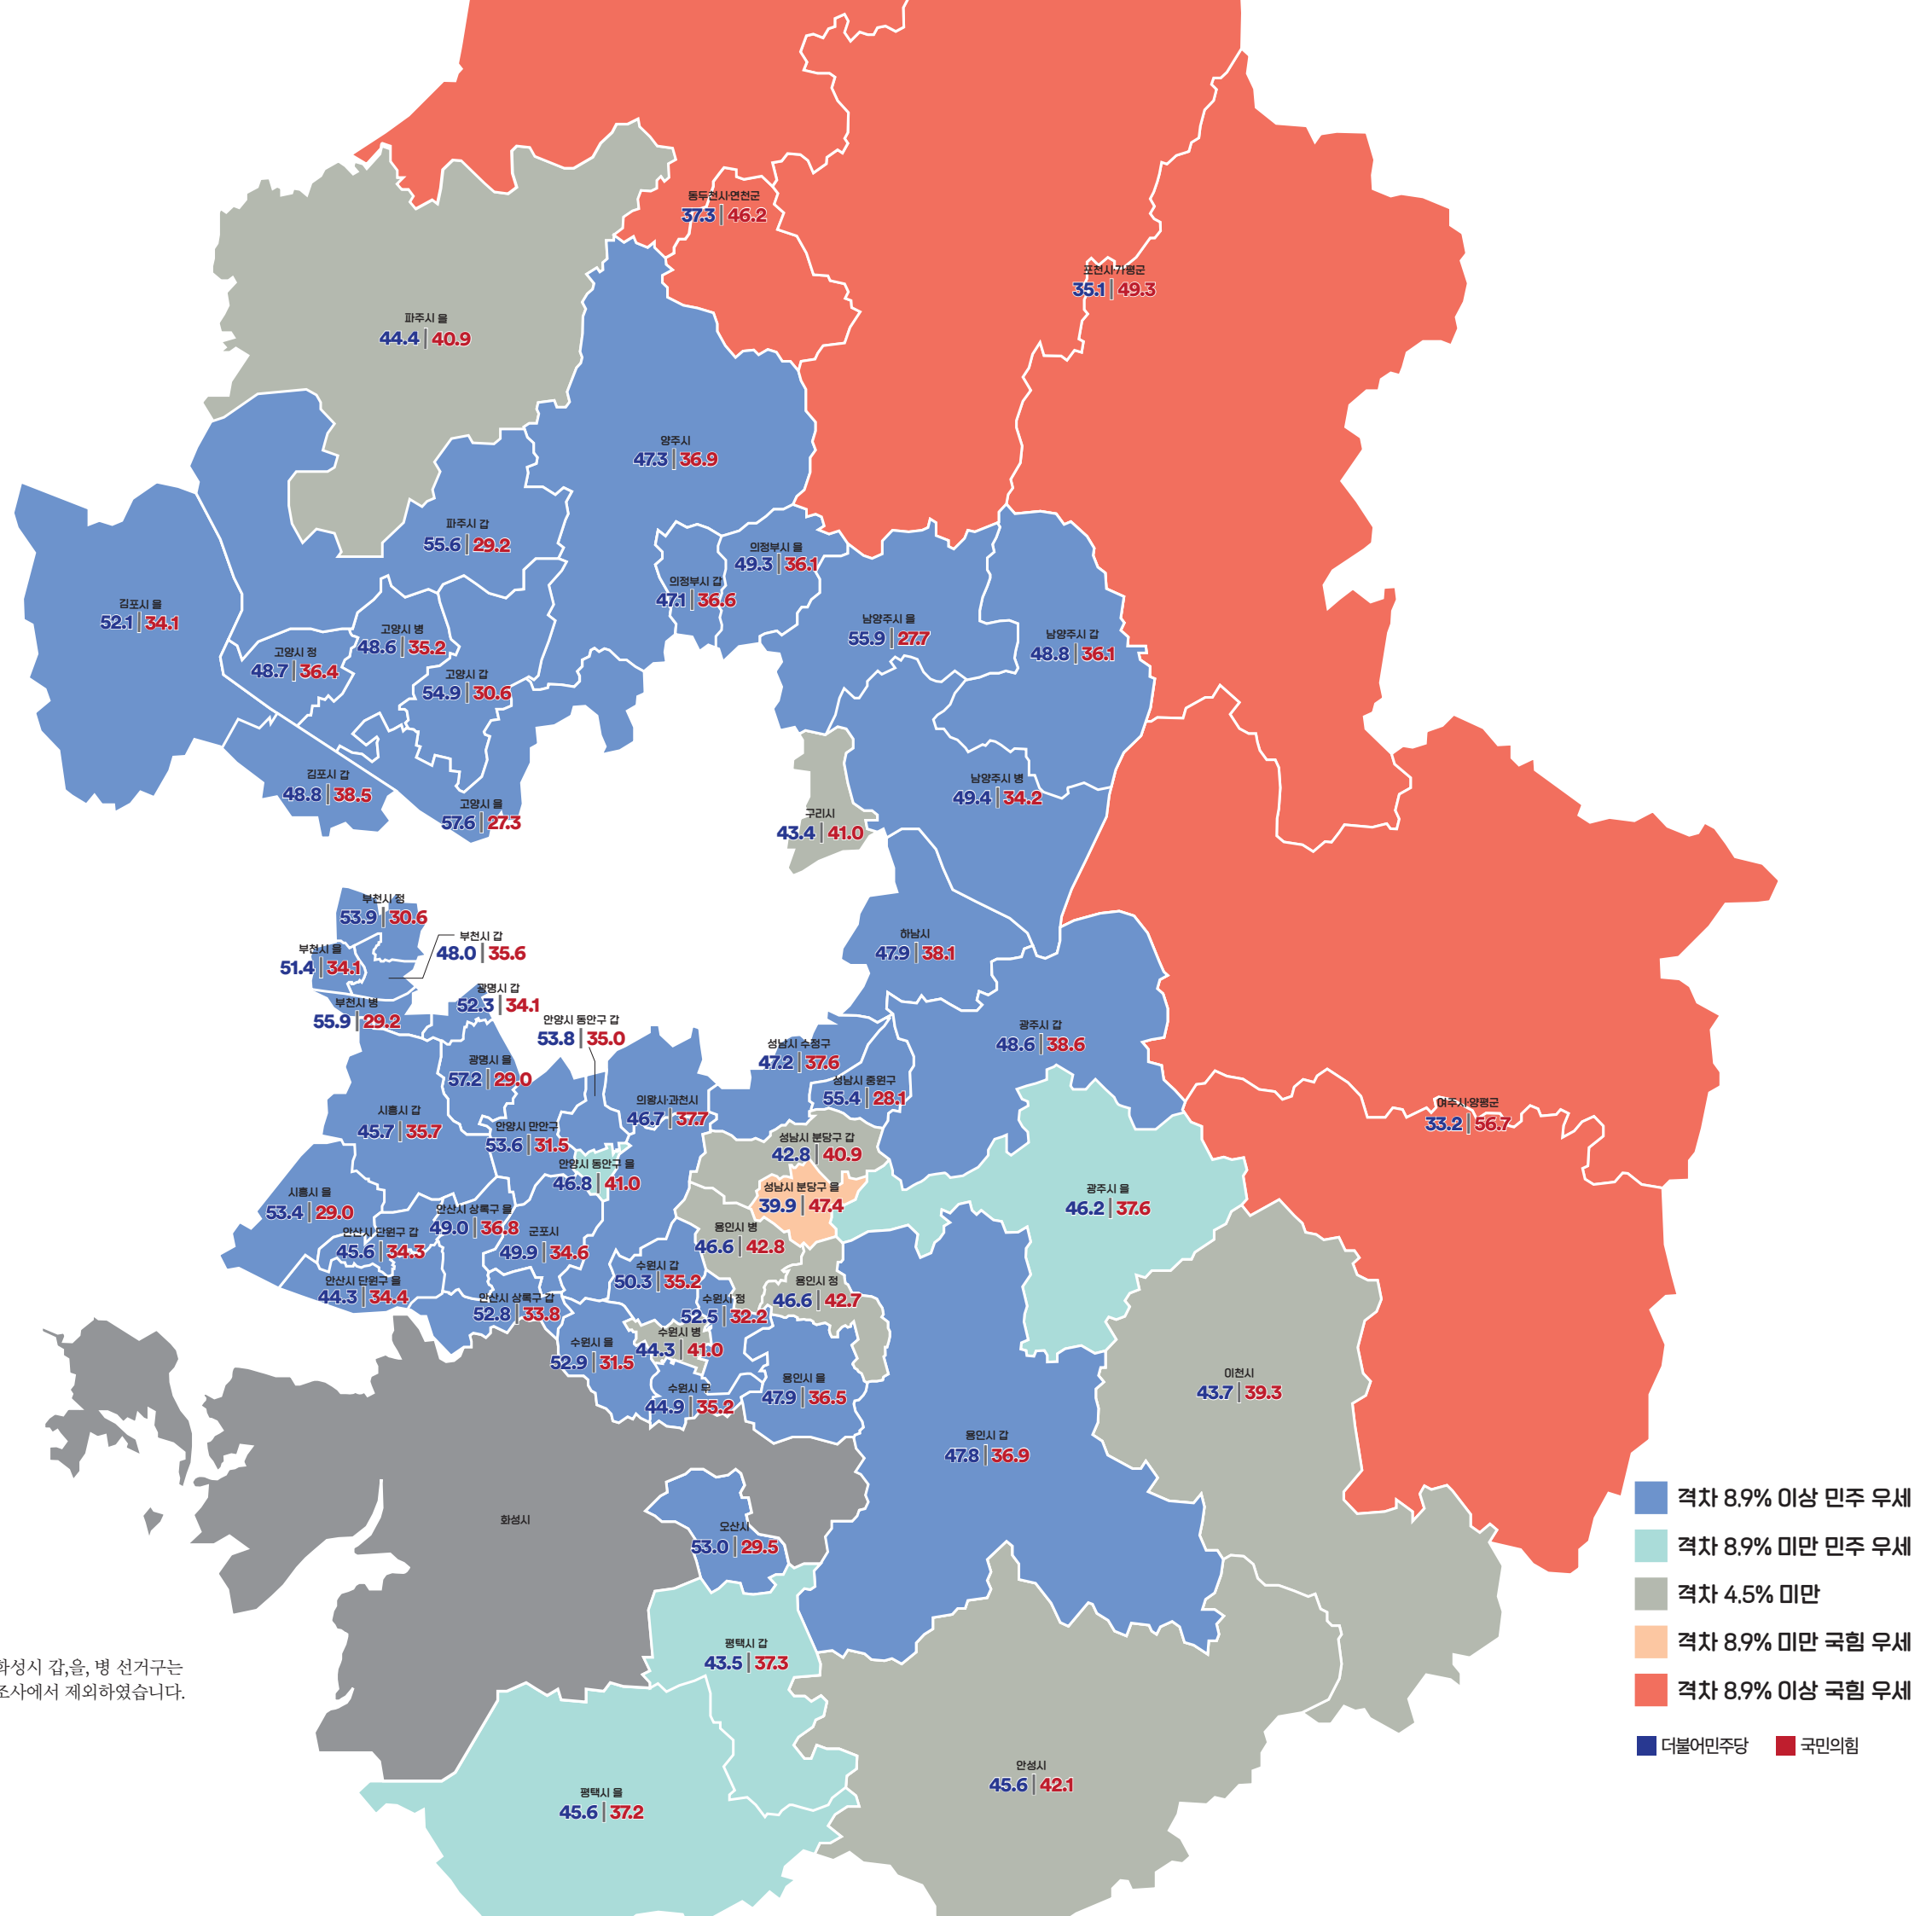 동두천시·연천군
37.3 | 46.2
포천시·가평군
35.1 | 49.3
파주시 을
44.4 | 40.9
양주시
47.3 | 36.9
파주시 갑
55.6 | 29.2
의정부시 을
49.3 | 36.1
의정부시 갑
47.1 | 36.6
김포시 을
52.1 | 34.1
고양시 병
48.6 | 35.2
남양주시 을
55.9 | 27.7
남양주시 갑
48.8 | 36.1
고양시 정
48.7 | 36.4
고양시 갑
54.9 | 30.6
김포시 갑
48.8 | 38.5
고양시 을
57.6 | 27.3
남양주시 병
49.4 | 34.2
구리시
43.4 | 41.0
부천시 정
53.9 | 30.6
부천시 갑
48.0 | 35.6
부천시 을
51.4 | 34.1
하남시
47.9 | 38.1
광명시 갑
52.3 | 34.1
부천시 병
55.9 | 29.2
안양시 동안구 갑
53.8 | 35.0
광주시 갑
48.6 | 38.6
성남시 수정구
47.2 | 37.6
광명시 을
57.2 | 29.0
성남시 중원구
55.4 | 28.1
의왕시·과천시
46.7 | 37.7
시흥시 갑
45.7 | 35.7
여주시·양평군
33.2 | 56.7
안양시 만안구
53.6 | 31.5
성남시 분당구 갑
42.8 | 40.9
안양시 동안구 을
46.8 | 41.0
성남시 분당구 을
39.9 | 47.4
광주시 을
46.2 | 37.6
시흥시 을
53.4 | 29.0
안산시 상록구 을
49.0 | 36.8
안산시 단원구 갑
45.6 | 34.3
군포시
49.9 | 34.6
용인시 병
46.6 | 42.8
수원시 갑
50.3 | 35.2
안산시 단원구 을
44.3 | 34.4
용인시 정
46.6 | 42.7
안산시 상록구 갑
52.8 | 33.8
수원시 정
52.5 | 32.2
수원시 병
44.3 | 41.0
수원시 을
52.9 | 31.5
수원시 무
44.9 | 35.2
용인시 을
47.9 | 36.5
이천시
43.7 | 39.3
용인시 갑
47.8 | 36.9
화성시
오산시
53.0 | 29.5
평택시 갑
43.5 | 37.3
평택시 을
45.6 | 37.2
안성시
45.6 | 42.1
화성시 갑,을, 병 선거구는
조사에서 제외하였습니다.
격차 8.9% 이상 민주 우세
격차 8.9% 미만 민주 우세
격차 4.5% 미만
격차 8.9% 미만 국힘 우세
격차 8.9% 이상 국힘 우세
더불어민주당 국민의힘